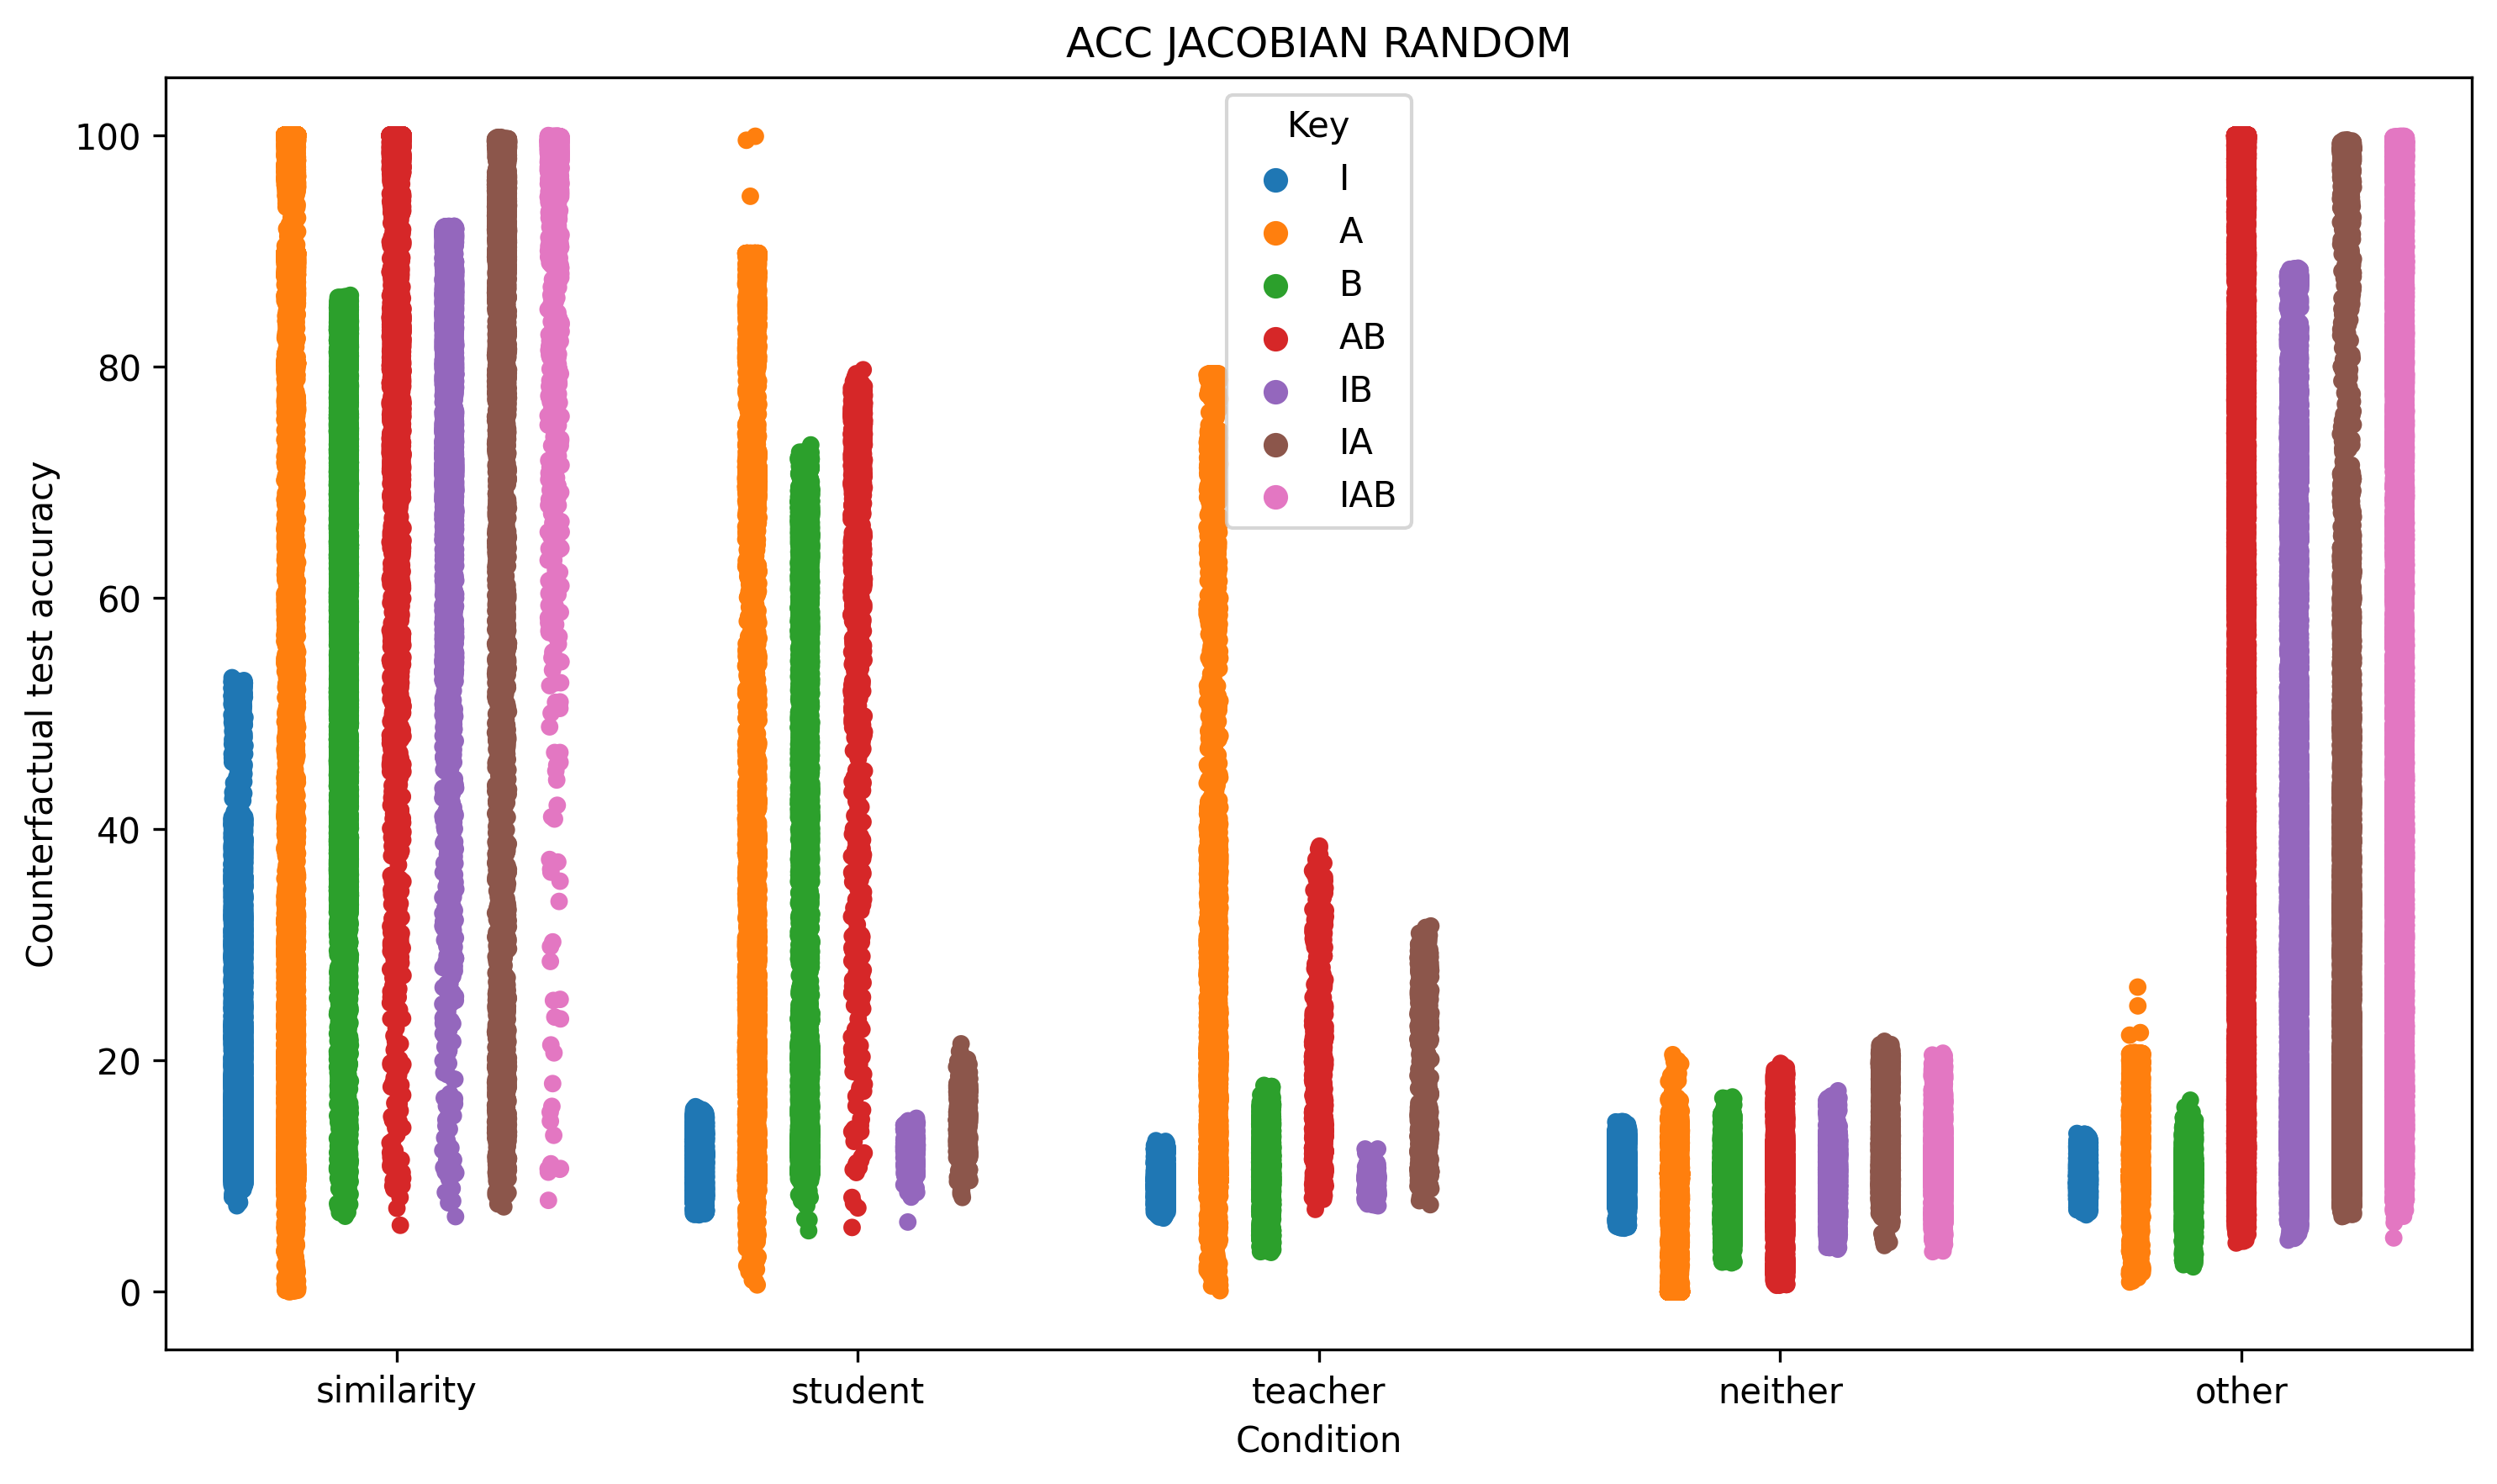 ACC JACOBIAN RANDOM
Key
I
A
B
AB
IB
IA
IAB
100
80
60
40
20
0
Counterfactual test accuracy
similarity student teacher neither other
Condition